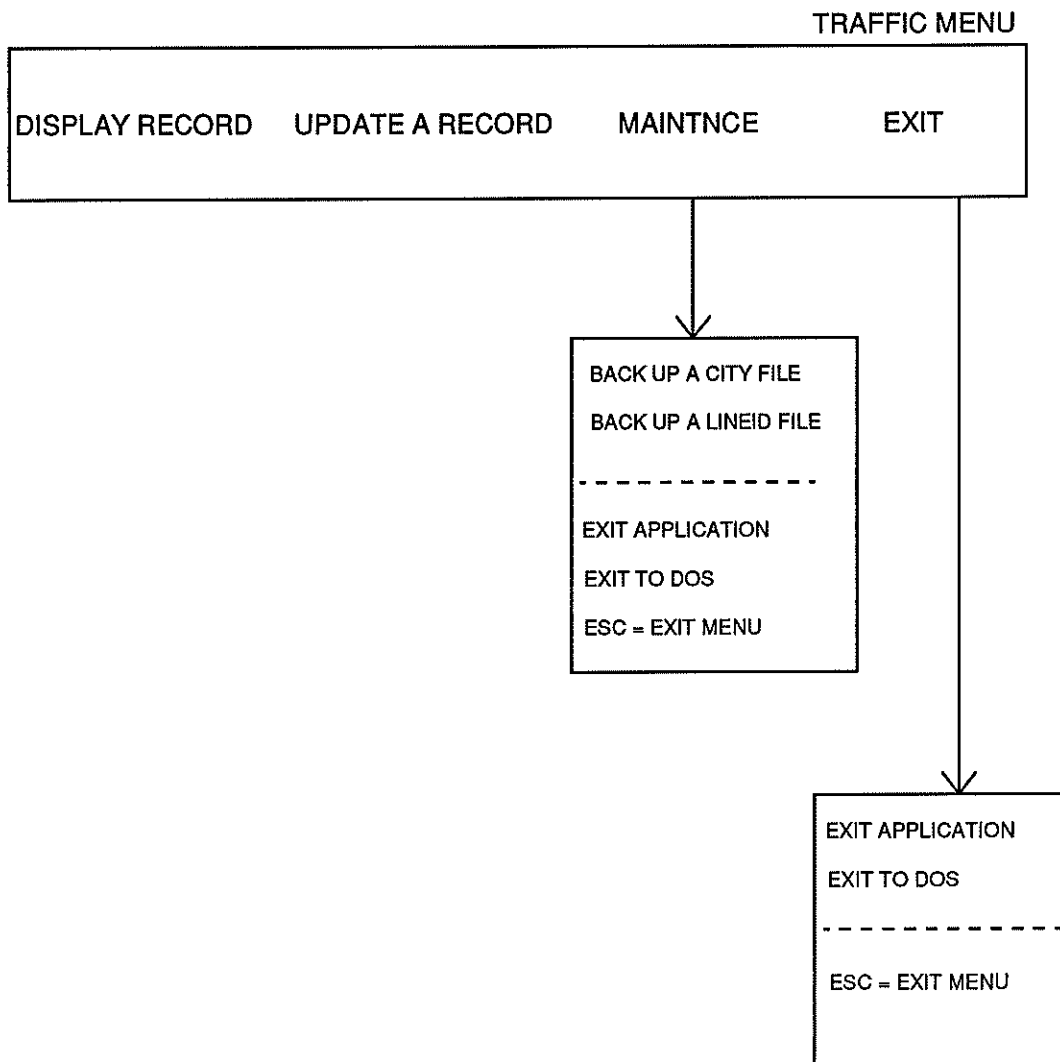 TRAFFIC MENU
DISPLAY RECORD UPDATE A RECORD MAINTNCE EXIT
BACK UP A CITY FILE
BACK UP A LINEID FILE
EXIT APPLICATION
EXIT TO DOS
ESC = EXIT MENU
EXIT APPLICATION
EXIT TO DOS
ESC = EXIT MENU